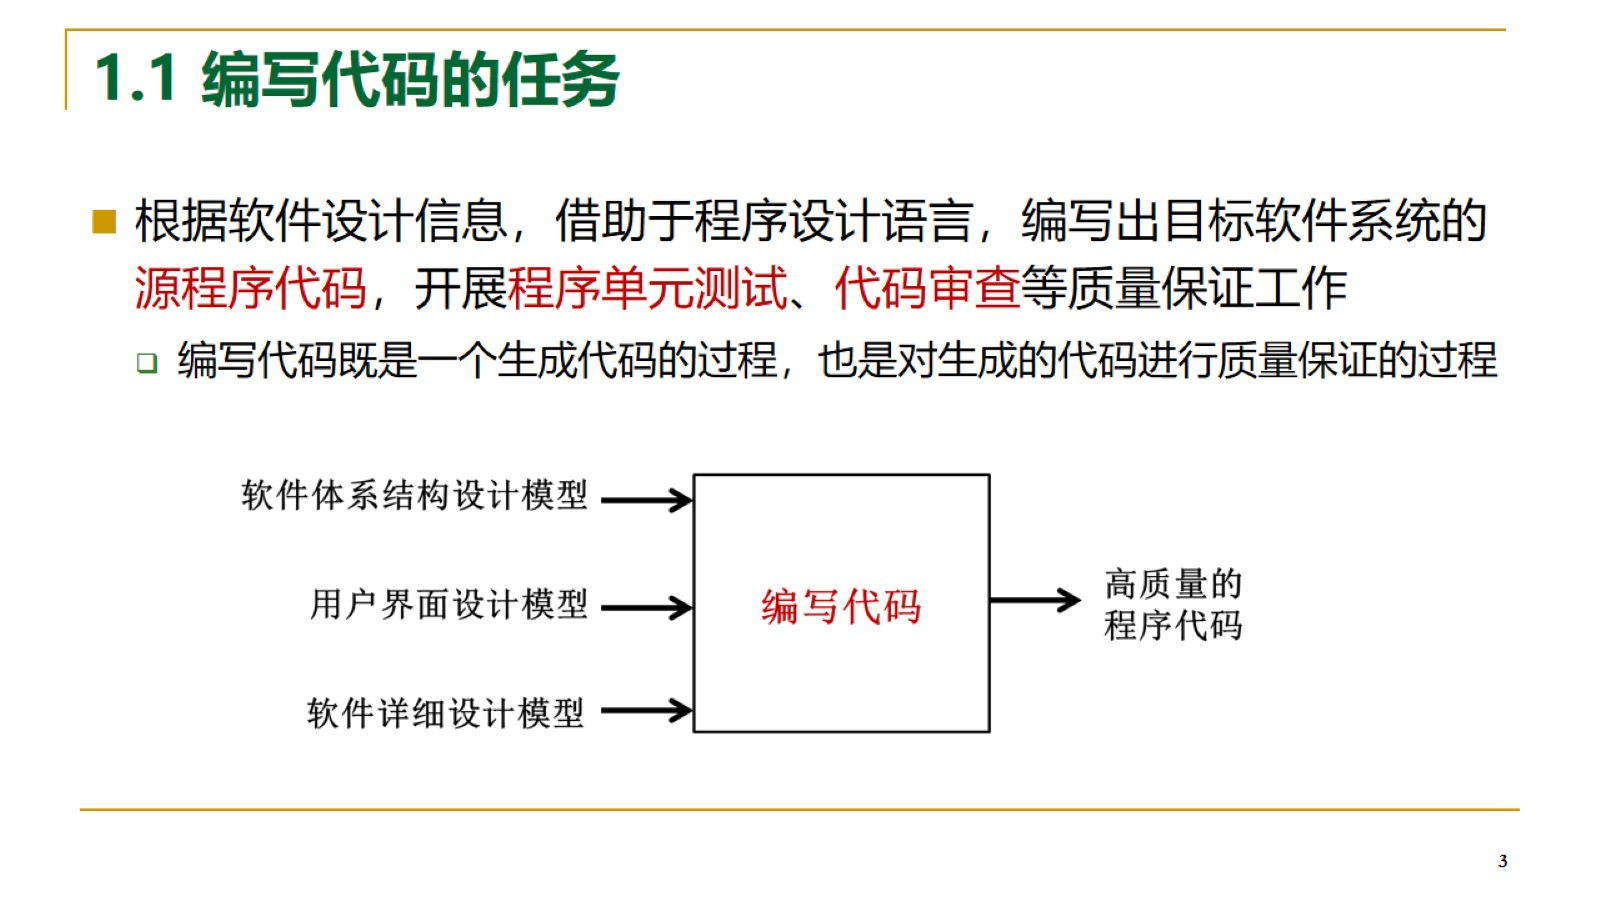 1.1 编写代码的任务
根据软件设计信息，借助于程序设计语言，编写出目标软件系统的
源程序代码，开展程序单元测试、代码审查等质量保证工作
编写代码既是一个生成代码的过程，也是对生成的代码进行质量保证的过程
软件体系结构设计模型
用户界面设计模型
软件详细设计模型
编写代码
高质量的
程序代码
3